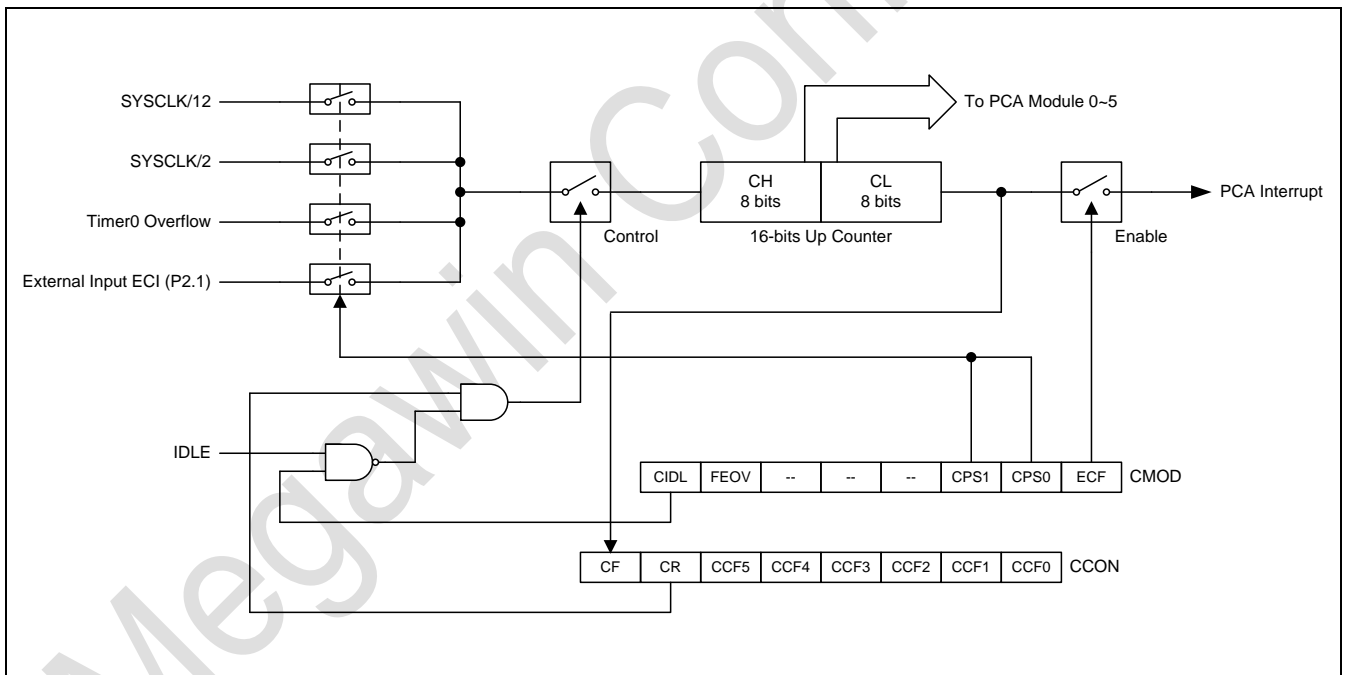 SYSCLK/12
To PCA Module 0~5
SYSCLK/2
CH
8 bits
CL
8 bits
PCA Interrupt
Timer0 Overflow
Control
16-bits Up Counter
Enable
External Input ECI (P2.1)
IDLE
CIDL FEOV -- -- -- CPS1 CPS0 ECF CMOD
CF CR CCF5 CCF4 CCF3 CCF2 CCF1 CCF0 CCON
Megawin Com